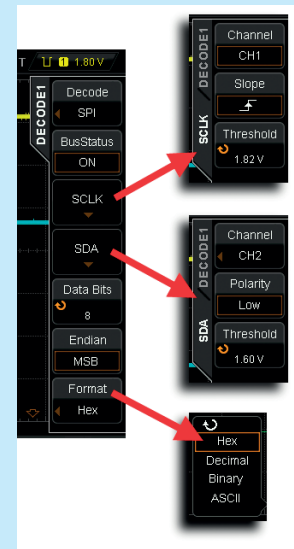 T 1 1.80 V
DECODE1
Decode
SPI
BusStatus
ON
SCLK
SDA
Data Bits
8
Endian
MSB
Format
Hex
DECODE1
SCLK
Channel
CH1
Slope
Threshold
1.82 V
DECODE1
SDA
Channel
CH2
Polarity
Low
Threshold
1.60 V
Hex
Decimal
Binary
ASCII